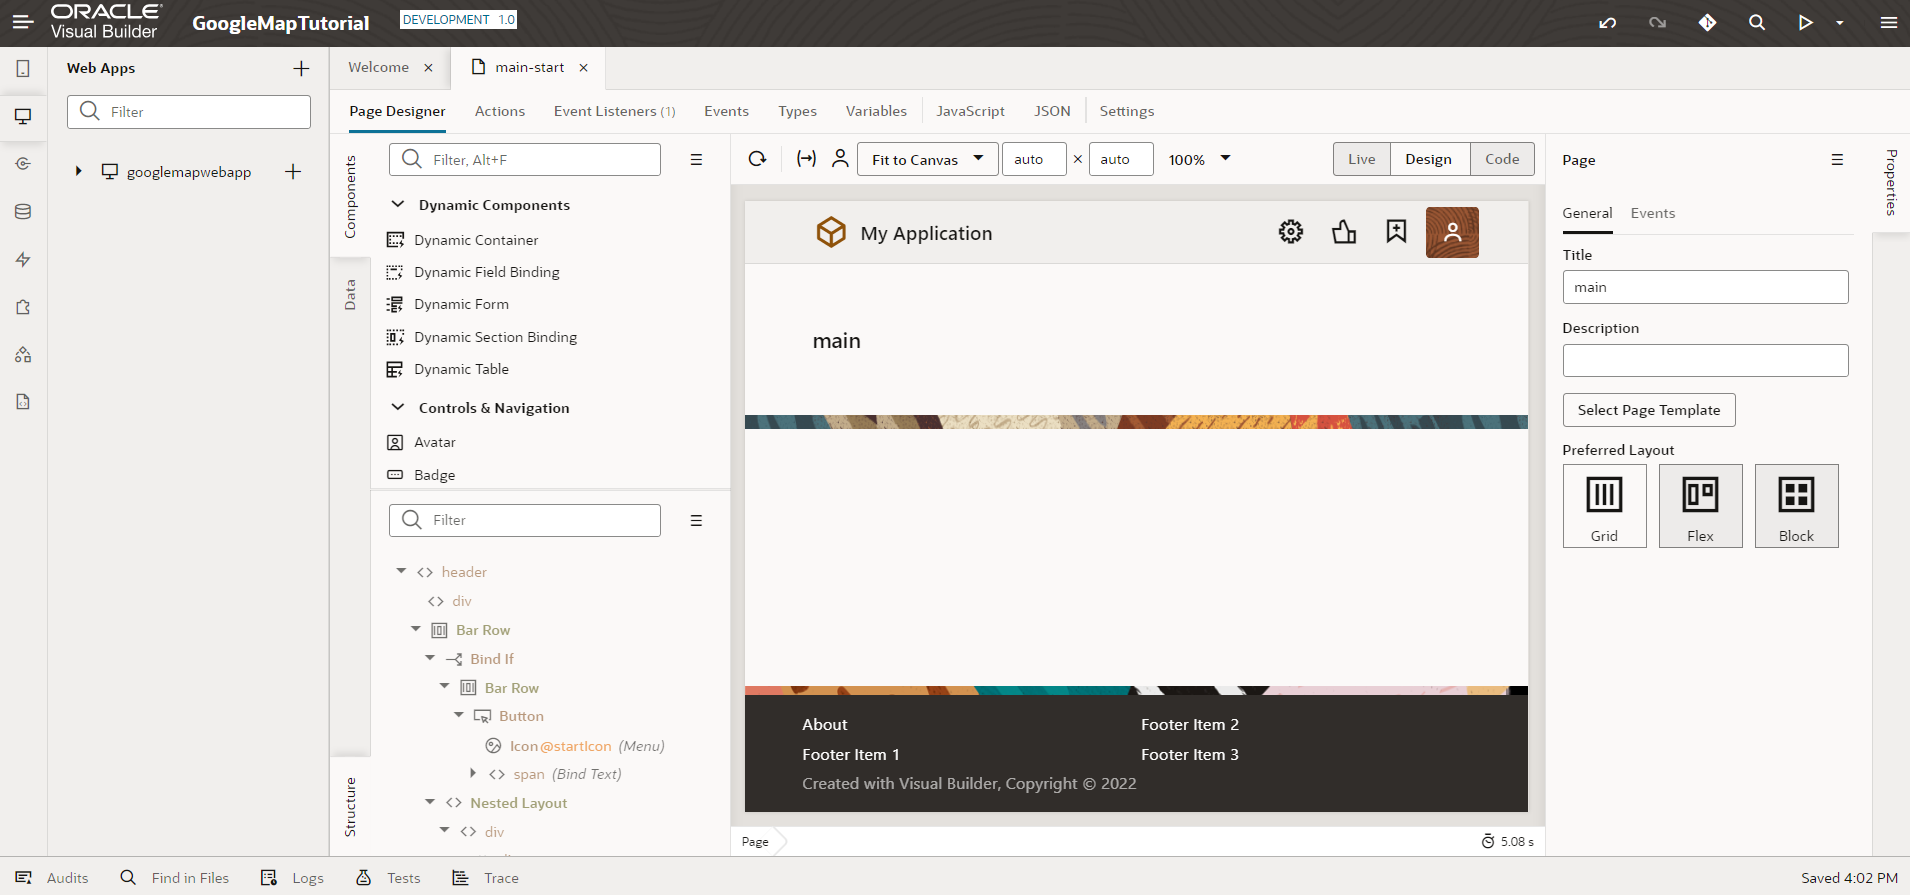 ORACLE
Visual Builder
GoogleMapTutorial
DEVELOPMENT 1.0
Web Apps
Filter
googlemapwebapp
Welcome
main-start
Page Designer
Actions
Event Listeners (1)
Events
Types
Variables
JavaScript
JSON
Settings
Components
Data
Structure
Filter, Alt+F
Dynamic Components
Dynamic Container
Dynamic Field Binding
Dynamic Form
Dynamic Section Binding
Dynamic Table
Controls & Navigation
Avatar
Badge
Filter
header
div
Bar Row
Bind If
Bar Row
Button
Icon@startIcon (Menu)
span (Bind Text)
Nested Layout
div
Fit to Canvas
auto × auto
100%
Live
Design
Code
My Application
main
About
Footer Item 2
Footer Item 1
Footer Item 3
Created with Visual Builder, Copyright © 2022
Page
5.08 s
Page
General
Events
Title
main
Description
Select Page Template
Preferred Layout
Grid
Flex
Block
Properties
Audits
Find in Files
Logs
Tests
Trace
Saved 4:02 PM